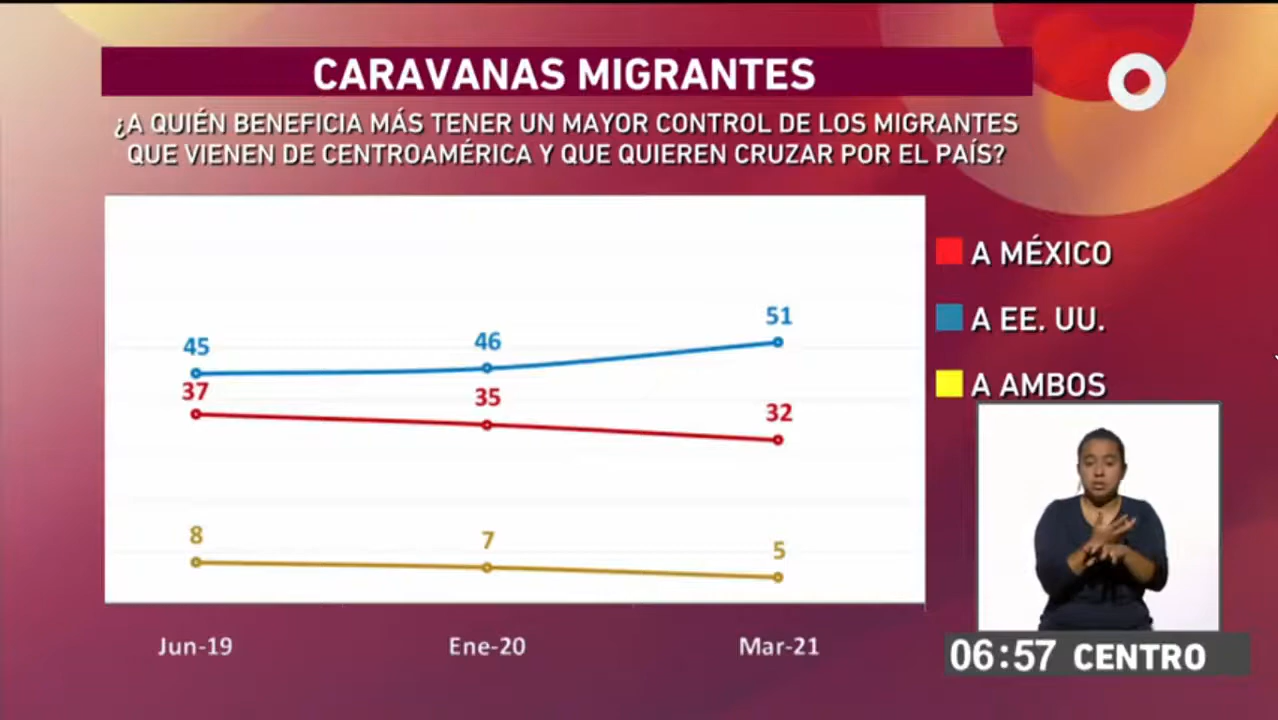 CARAVANAS MIGRANTES
¿A QUIÉN BENEFICIA MÁS TENER UN MAYOR CONTROL DE LOS MIGRANTES
QUE VIENEN DE CENTROAMÉRICA Y QUE QUIEREN CRUZAR POR EL PAÍS?
A MÉXICO
A EE. UU.
A AMBOS
45
46
51
37
35
32
8
7
5
Jun-19
Ene-20
Mar-21
06:57 CENTRO